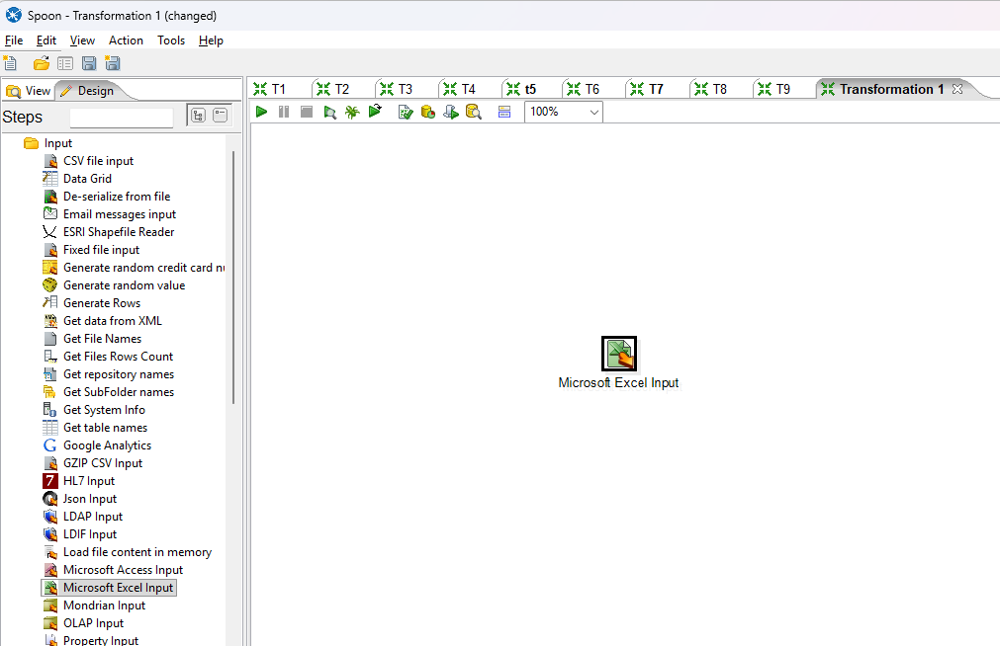 Spoon - Transformation 1 (changed)
File Edit View Action Tools Help
View Design
T1 T2 T3 T4 t5 T6 T7 T8 T9 Transformation 1
Steps
100%
Input
CSV file input
Data Grid
De-serialize from file
Email messages input
ESRI Shapefile Reader
Fixed file input
Generate random credit card nu
Generate random value
Generate Rows
Get data from XML
Get File Names
Get Files Rows Count
Get repository names
Get SubFolder names
Get System Info
Get table names
Google Analytics
GZIP CSV Input
HL7 Input
Json Input
LDAP Input
LDIF Input
Load file content in memory
Microsoft Access Input
Microsoft Excel Input
Mondrian Input
OLAP Input
Property Input
Microsoft Excel Input